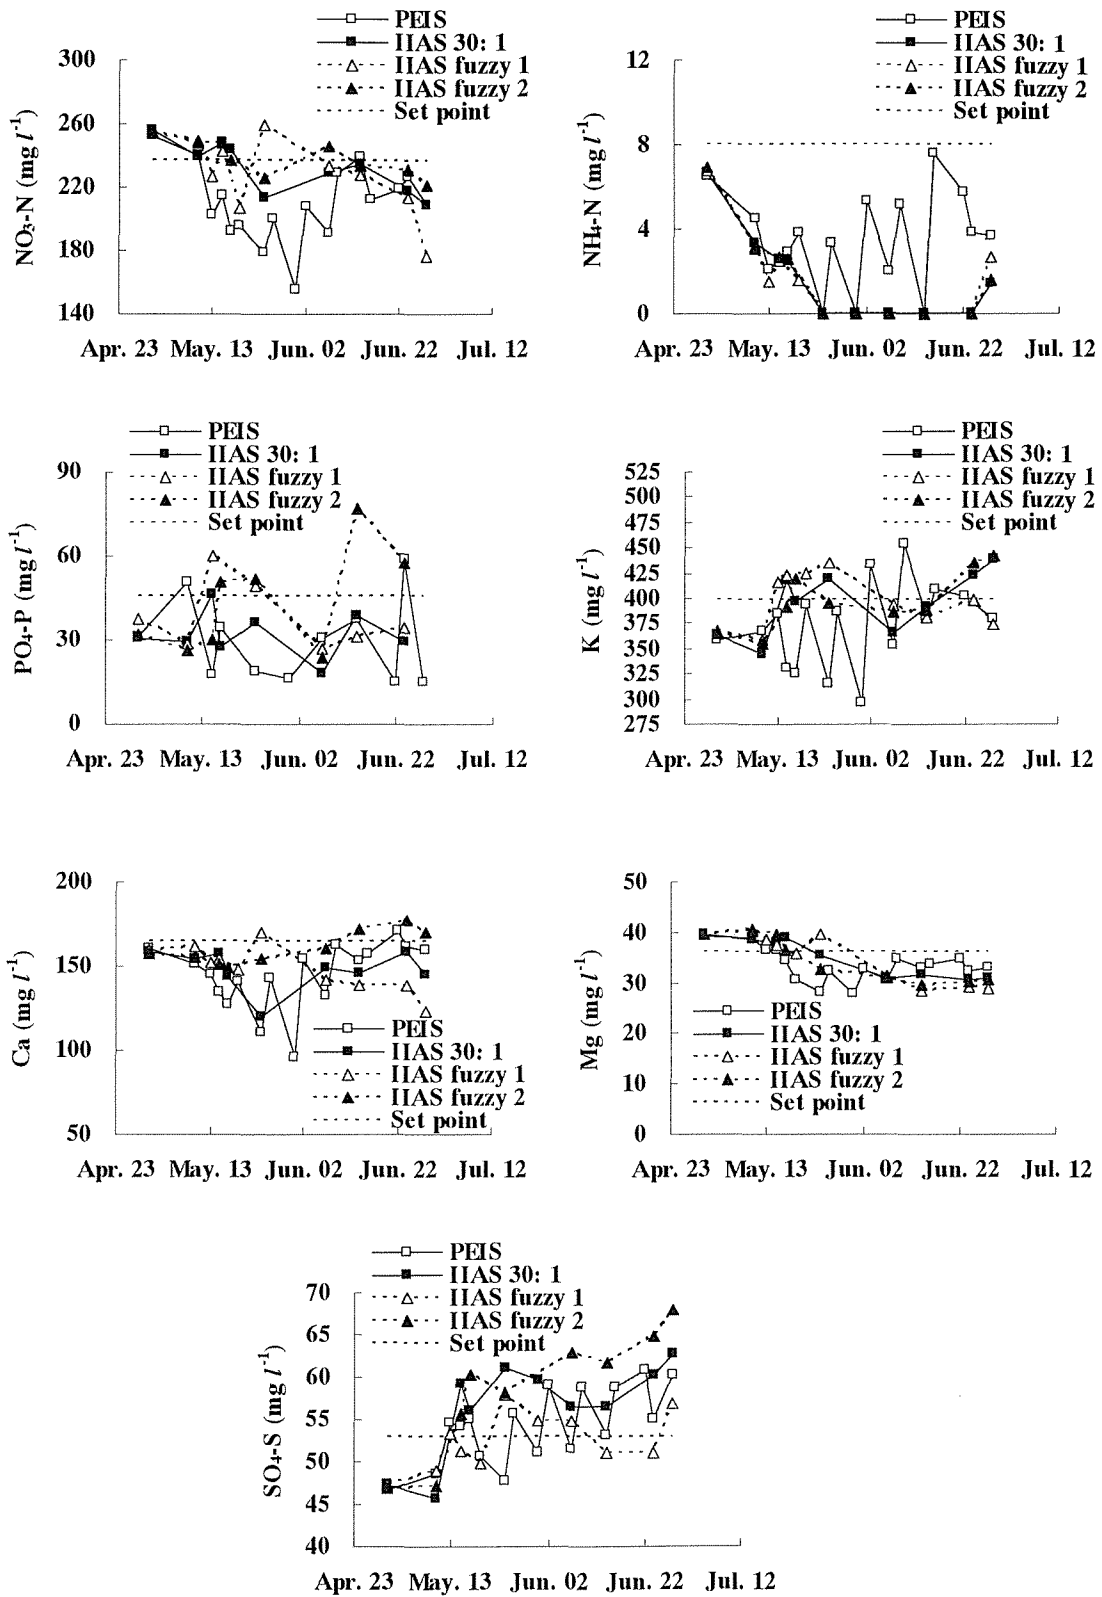 PEIS
IIAS 30: 1
IIAS fuzzy 1
IIAS fuzzy 2
Set point
300
260
220
180
140
NO₃-N (mg l⁻¹)
Apr. 23 May. 13 Jun. 02 Jun. 22 Jul. 12
PEIS
IIAS 30: 1
IIAS fuzzy 1
IIAS fuzzy 2
Set point
12
8
4
0
NH₄-N (mg l⁻¹)
Apr. 23 May. 13 Jun. 02 Jun. 22 Jul. 12
PEIS
IIAS 30: 1
IIAS fuzzy 1
IIAS fuzzy 2
Set point
90
60
30
0
PO₄-P (mg l⁻¹)
Apr. 23 May. 13 Jun. 02 Jun. 22 Jul. 12
PEIS
IIAS 30: 1
IIAS fuzzy 1
IIAS fuzzy 2
Set point
525
500
475
450
425
400
375
350
325
300
275
K (mg l⁻¹)
Apr. 23 May. 13 Jun. 02 Jun. 22 Jul. 12
200
150
100
50
Ca (mg l⁻¹)
PEIS
IIAS 30: 1
IIAS fuzzy 1
IIAS fuzzy 2
Set point
Apr. 23 May. 13 Jun. 02 Jun. 22 Jul. 12
50
40
30
20
10
0
Mg (mg l⁻¹)
PEIS
IIAS 30: 1
IIAS fuzzy 1
IIAS fuzzy 2
Set point
Apr. 23 May. 13 Jun. 02 Jun. 22 Jul. 12
PEIS
IIAS 30: 1
IIAS fuzzy 1
IIAS fuzzy 2
Set point
70
65
60
55
50
45
40
SO₄-S (mg l⁻¹)
Apr. 23 May. 13 Jun. 02 Jun. 22 Jul. 12